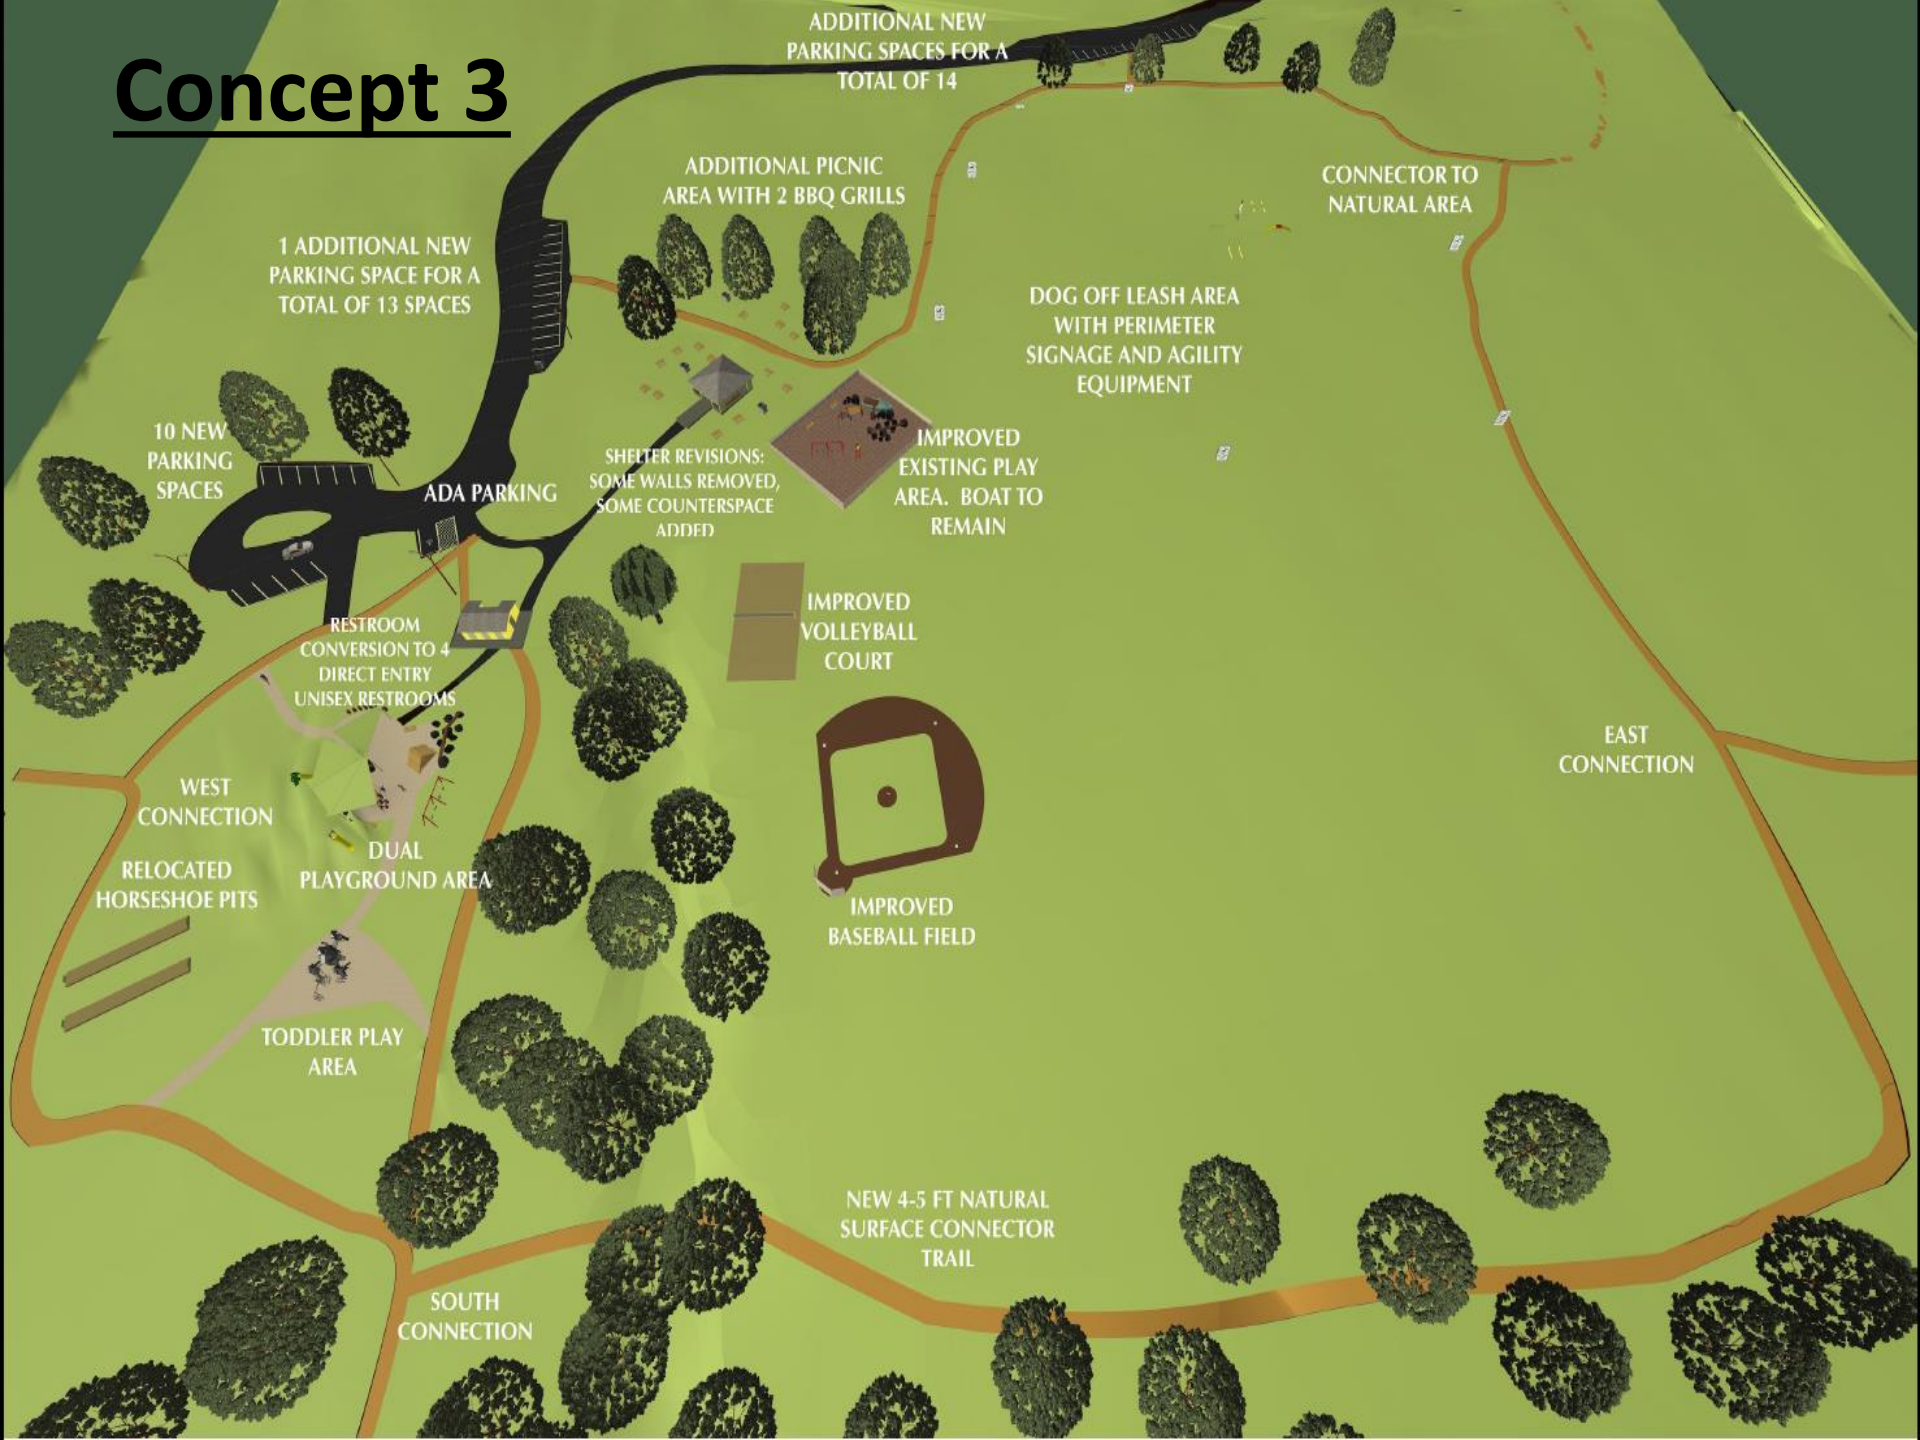 Concept 3
ADDITIONAL NEW
PARKING SPACES FOR A
TOTAL OF 14
ADDITIONAL PICNIC
AREA WITH 2 BBQ GRILLS
CONNECTOR TO
NATURAL AREA
1 ADDITIONAL NEW
PARKING SPACE FOR A
TOTAL OF 13 SPACES
DOG OFF LEASH AREA
WITH PERIMETER
SIGNAGE AND AGILITY
EQUIPMENT
10 NEW
PARKING
SPACES
ADA PARKING
SHELTER REVISIONS:
SOME WALLS REMOVED,
SOME COUNTERSPACE
ADDED
IMPROVED
EXISTING PLAY
AREA. BOAT TO
REMAIN
IMPROVED
VOLLEYBALL
COURT
RESTROOM
CONVERSION TO 4
DIRECT ENTRY
UNISEX RESTROOMS
EAST
CONNECTION
WEST
CONNECTION
DUAL
PLAYGROUND AREA
RELOCATED
HORSESHOE PITS
IMPROVED
BASEBALL FIELD
TODDLER PLAY
AREA
NEW 4-5 FT NATURAL
SURFACE CONNECTOR
TRAIL
SOUTH
CONNECTION